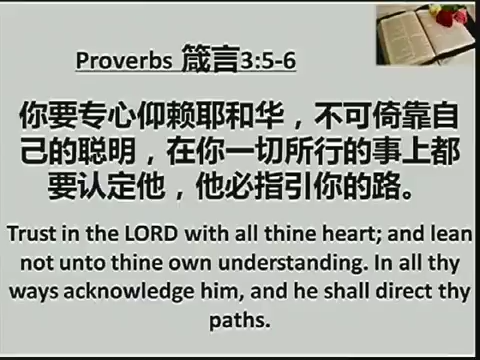 Proverbs 箴言3:5-6
你要专心仰赖耶和华，不可倚靠自
己的聪明，在你一切所行的事上都
要认定他，他必指引你的路。
Trust in the LORD with all thine heart; and lean
not unto thine own understanding. In all thy
ways acknowledge him, and he shall direct thy
paths.